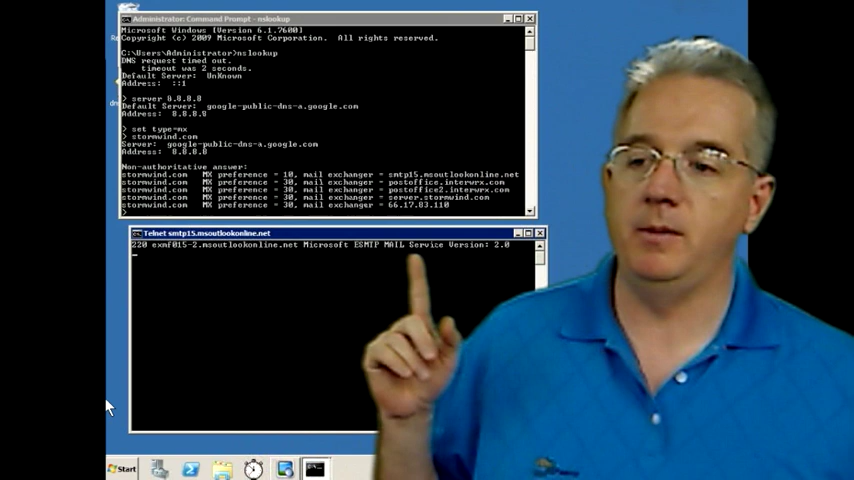 Administrator: Command Prompt - nslookup
Microsoft Windows [Version 6.1.7600]
Copyright (c) 2009 Microsoft Corporation.  All rights reserved.
C:\Users\Administrator>nslookup
DNS request timed out.
timeout was 2 seconds.
Default Server:  UnKnown
Address:  ::1
> server 8.8.8.8
Default Server:  google-public-dns-a.google.com
Address:  8.8.8.8
> set type=mx
> stormwind.com
Server:  google-public-dns-a.google.com
Address:  8.8.8.8
Non-authoritative answer:
stormwind.com   MX preference = 10, mail exchanger = smtp15.msoutlookonline.net
stormwind.com   MX preference = 30, mail exchanger = postoffice.interwrx.com
stormwind.com   MX preference = 30, mail exchanger = postoffice2.interwrx.com
stormwind.com   MX preference = 30, mail exchanger = server.stormwind.com
stormwind.com   MX preference = 30, mail exchanger = 66.17.83.110
>
Telnet smtp15.msoutlookonline.net
220 exmf015-2.msoutlookonline.net Microsoft ESMTP MAIL Service Version: 2.0
Start